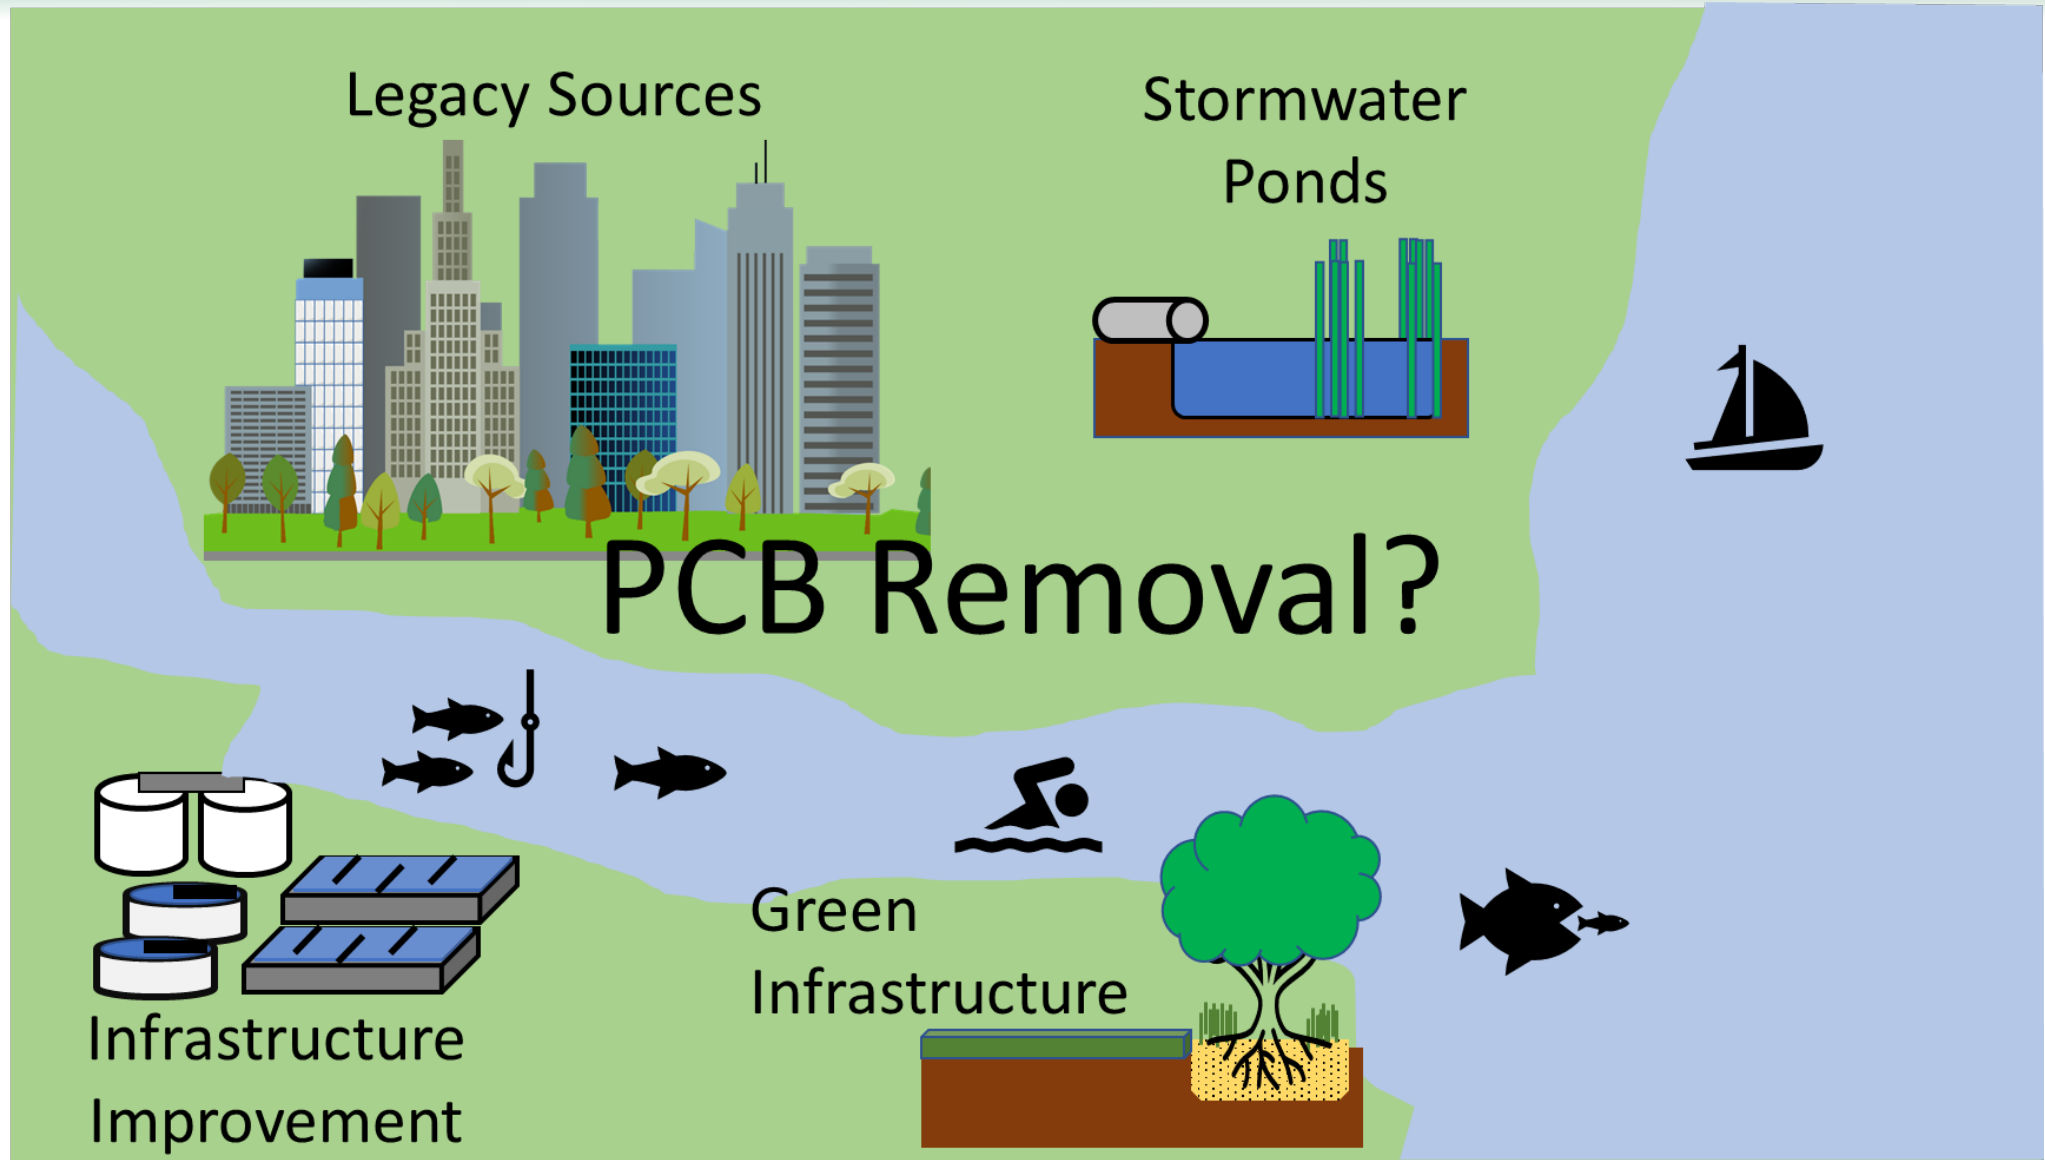 Legacy Sources
Stormwater
Ponds
PCB Removal?
Green
Infrastructure
Infrastructure
Improvement